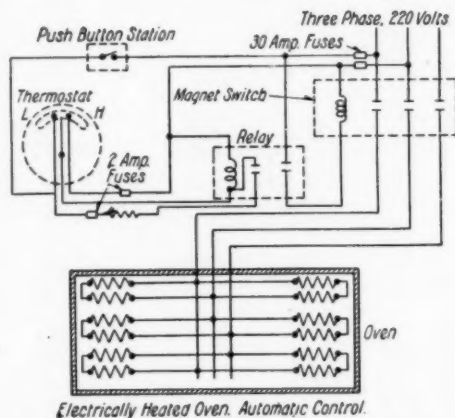 Three Phase, 220 Volts
Push Button Station
30 Amp. Fuses
Thermostat
Magnet Switch
L
H
2 Amp.
Fuses
Relay
Oven
Electrically Heated Oven. Automatic Control.